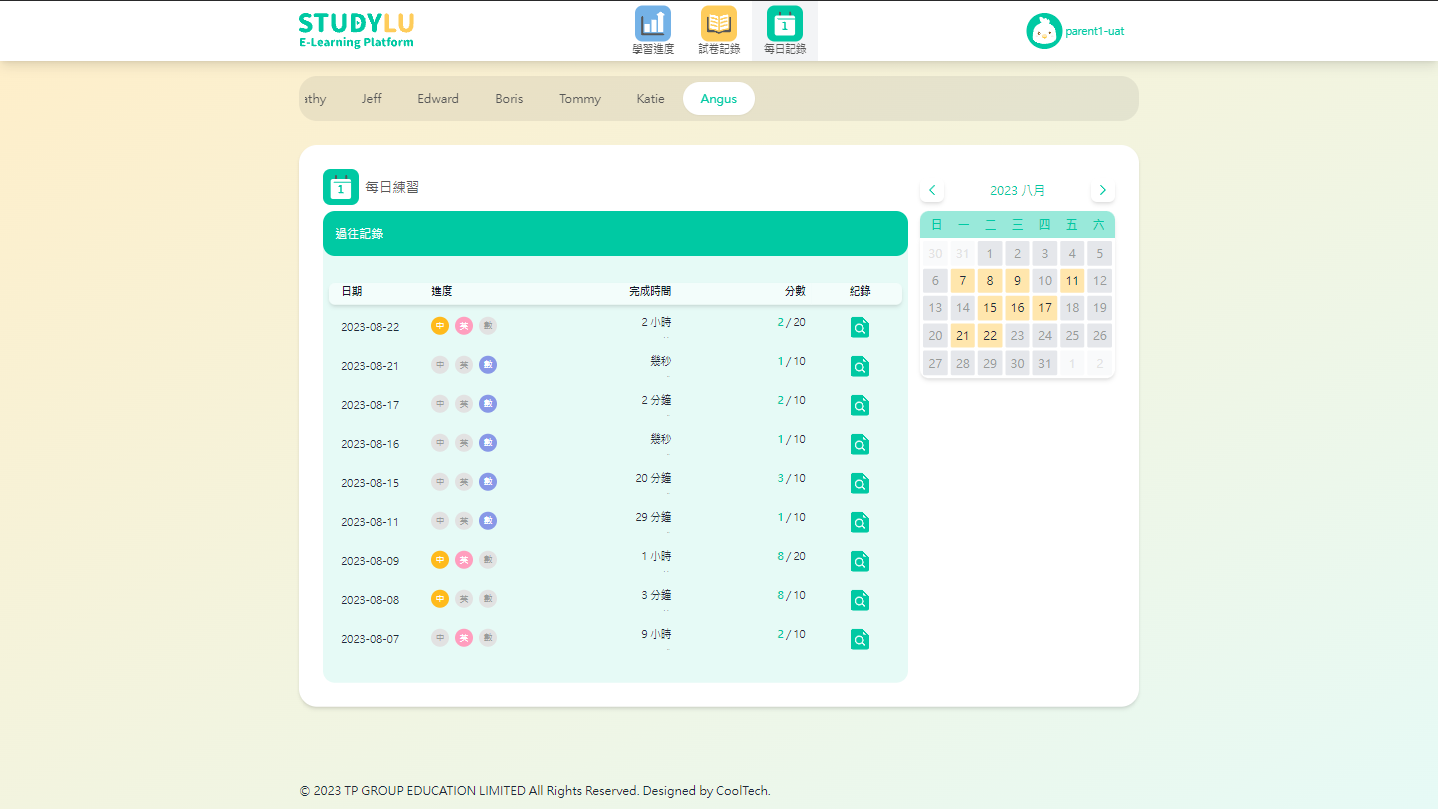 STUDYLU
E-Learning Platform
1
學習進度 試卷記錄 每日記錄
parent1-uat
athy Jeff Edward Boris Tommy Katie Angus
1 每日練習
過往記錄
日期 進度 完成時間 分數 紀錄
2023-08-22 中 英 數 2 小時 2 / 20
2023-08-21 中 英 數 幾秒 1 / 10
2023-08-17 中 英 數 2 分鐘 2 / 10
2023-08-16 中 英 數 幾秒 1 / 10
2023-08-15 中 英 數 20 分鐘 3 / 10
2023-08-11 中 英 數 29 分鐘 1 / 10
2023-08-09 中 英 數 1 小時 8 / 20
2023-08-08 中 英 數 3 分鐘 8 / 10
2023-08-07 中 英 數 9 小時 2 / 10
2023 八月
日 一 二 三 四 五 六
30 31 1 2 3 4 5
6 7 8 9 10 11 12
13 14 15 16 17 18 19
20 21 22 23 24 25 26
27 28 29 30 31 1 2
© 2023 TP GROUP EDUCATION LIMITED All Rights Reserved. Designed by CoolTech.